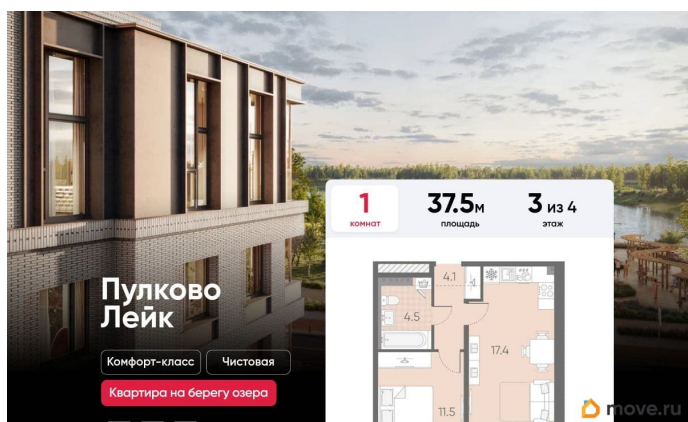 1
комнат
37.5м
площадь
3 из 4
этаж
Пулково
Лейк
Комфорт-класс
Чистовая
Квартира на берегу озера
4.1
4.5
17.4
11.5
move.ru